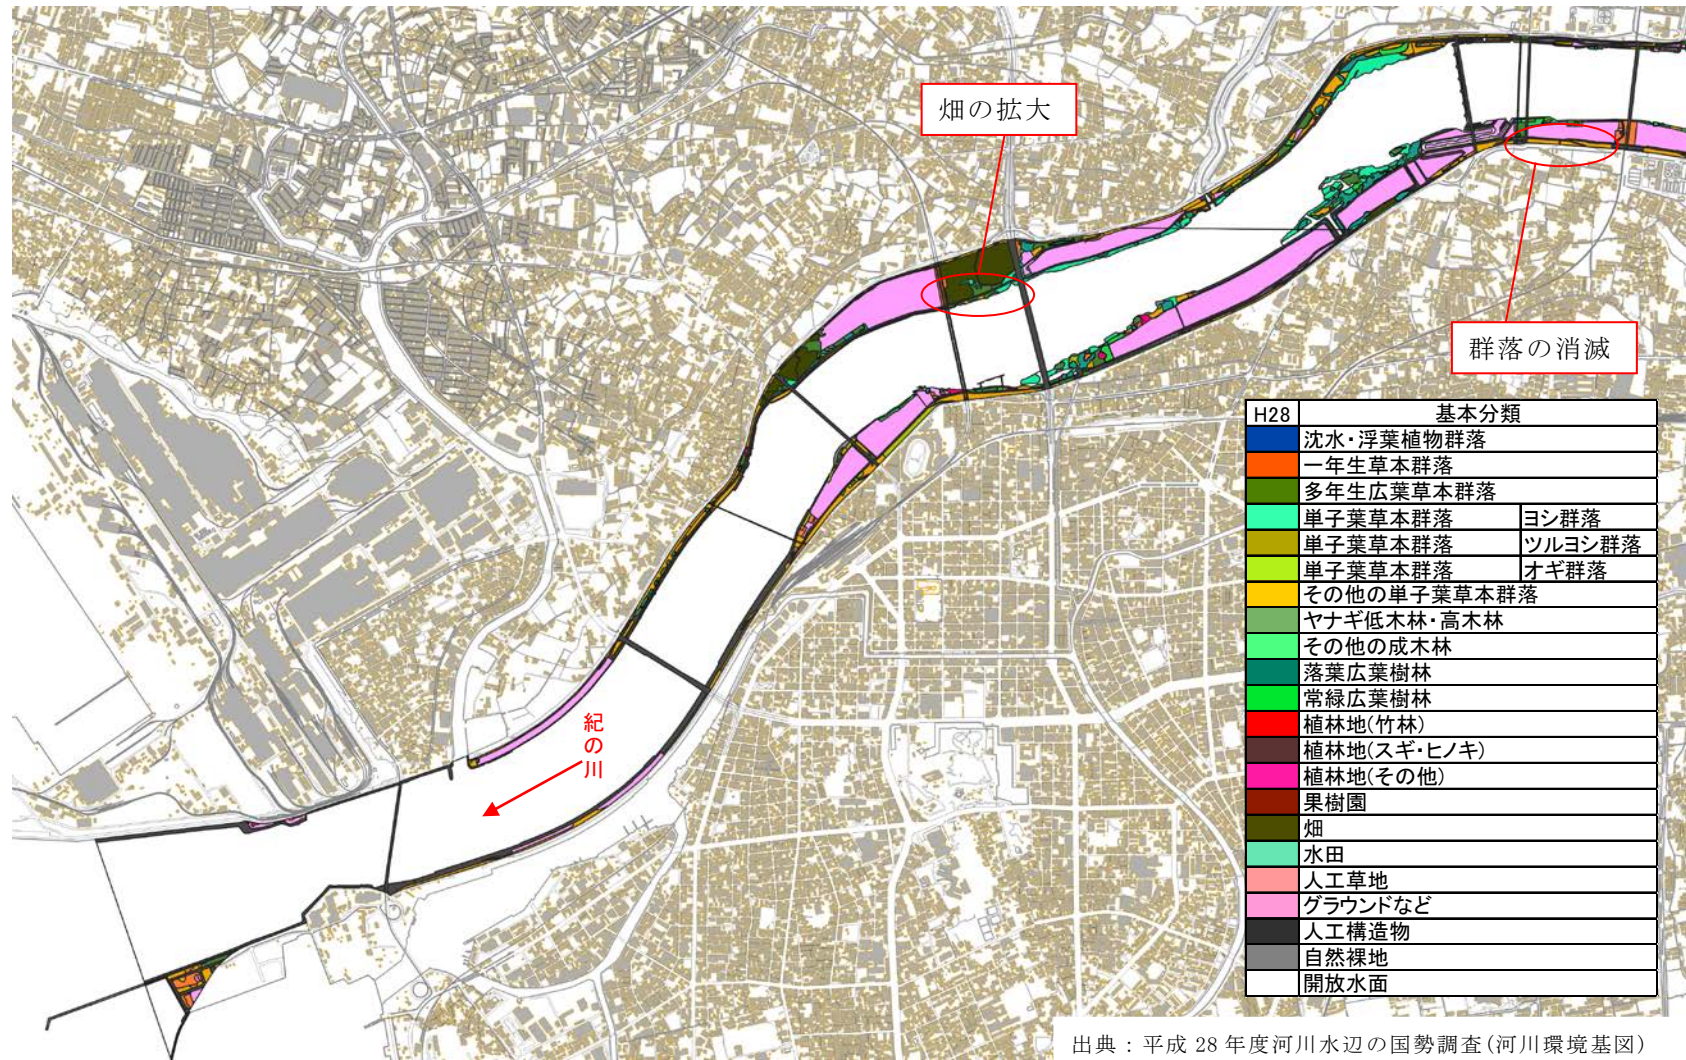 畑の拡大
群落の消滅
紀の川
H28 基本分類
沈水・浮葉植物群落
一年生草本群落
多年生広葉草本群落
単子葉草本群落 ヨシ群落
単子葉草本群落 ツルヨシ群落
単子葉草本群落 オギ群落
その他の単子葉草本群落
ヤナギ低木林・高木林
その他の成木林
落葉広葉樹林
常緑広葉樹林
植林地(竹林)
植林地(スギ・ヒノキ)
植林地(その他)
果樹園
畑
水田
人工草地
グラウンドなど
人工構造物
自然裸地
開放水面
出典：平成 28 年度河川水辺の国勢調査(河川環境基図)